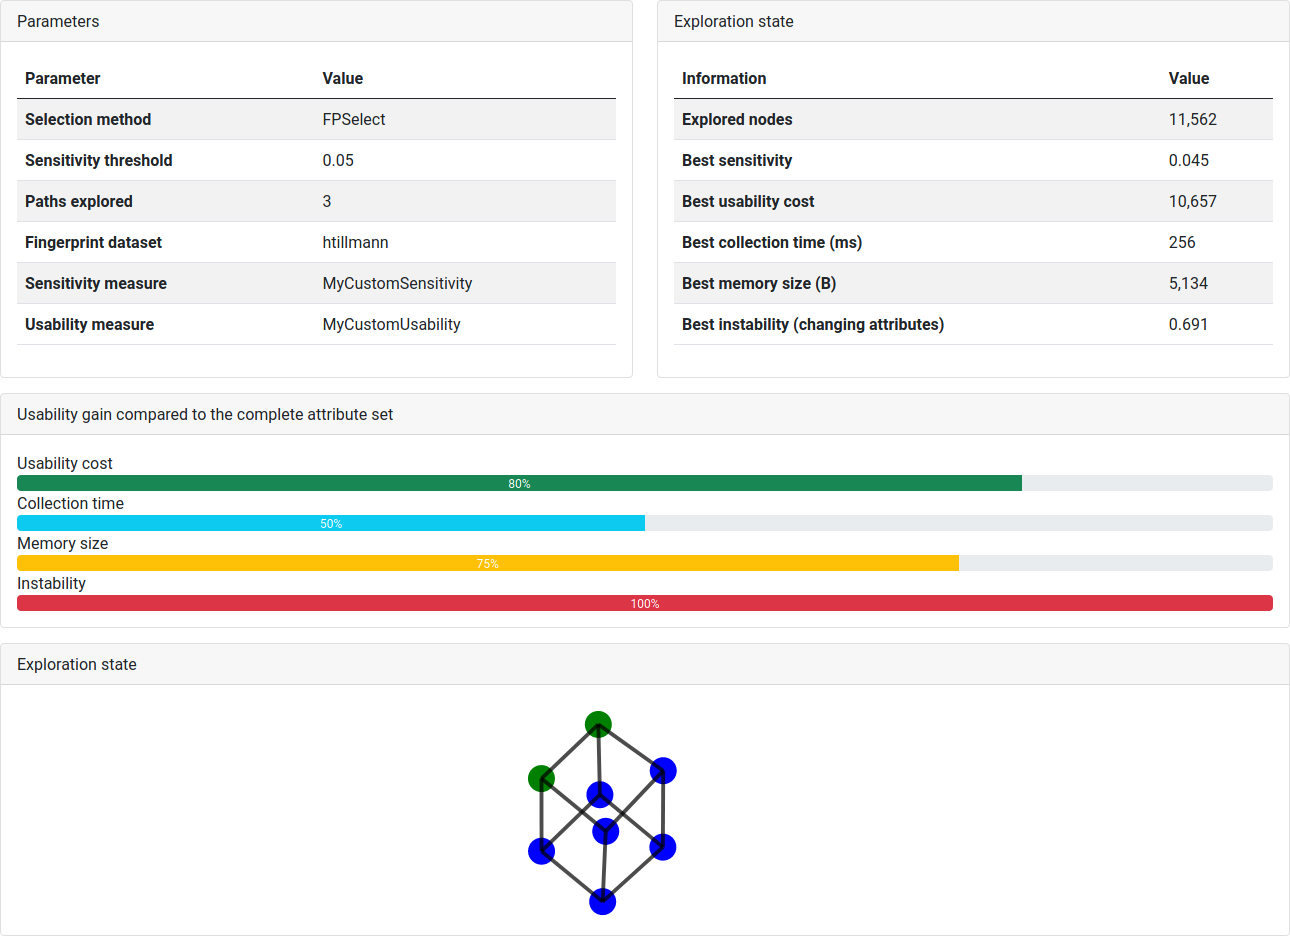 Parameters
Parameter Value
Selection method FPSelect
Sensitivity threshold 0.05
Paths explored 3
Fingerprint dataset htillmann
Sensitivity measure MyCustomSensitivity
Usability measure MyCustomUsability
Exploration state
Information Value
Explored nodes 11,562
Best sensitivity 0.045
Best usability cost 10,657
Best collection time (ms) 256
Best memory size (B) 5,134
Best instability (changing attributes) 0.691
Usability gain compared to the complete attribute set
Usability cost
80%
Collection time
50%
Memory size
75%
Instability
100%
Exploration state